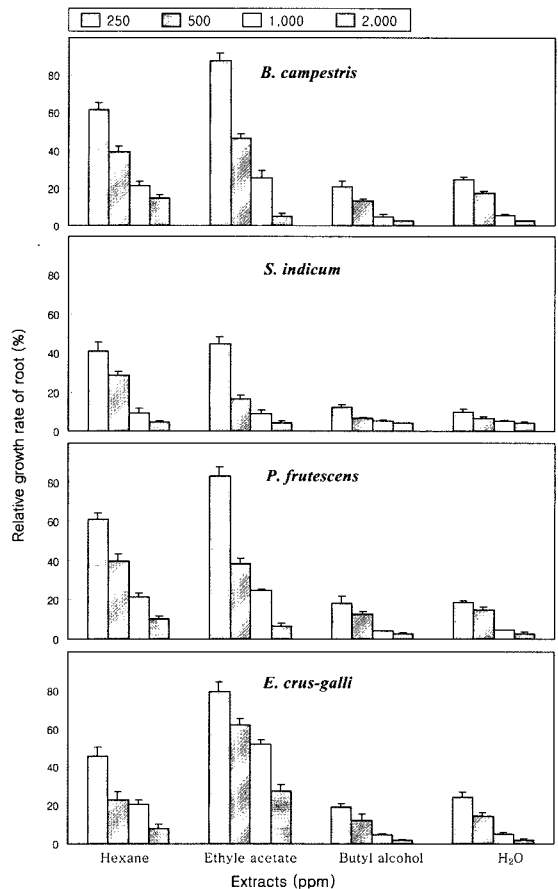 250 500 1,000 2.000
B. campestris
80
60
40
20
0
S. indicum
80
60
40
20
0
P. frutescens
80
60
40
20
0
E. crus-galli
80
60
40
20
0
Relative growth rate of root (%)
Hexane Ethyle acetate Butyl alcohol H₂O
Extracts (ppm)